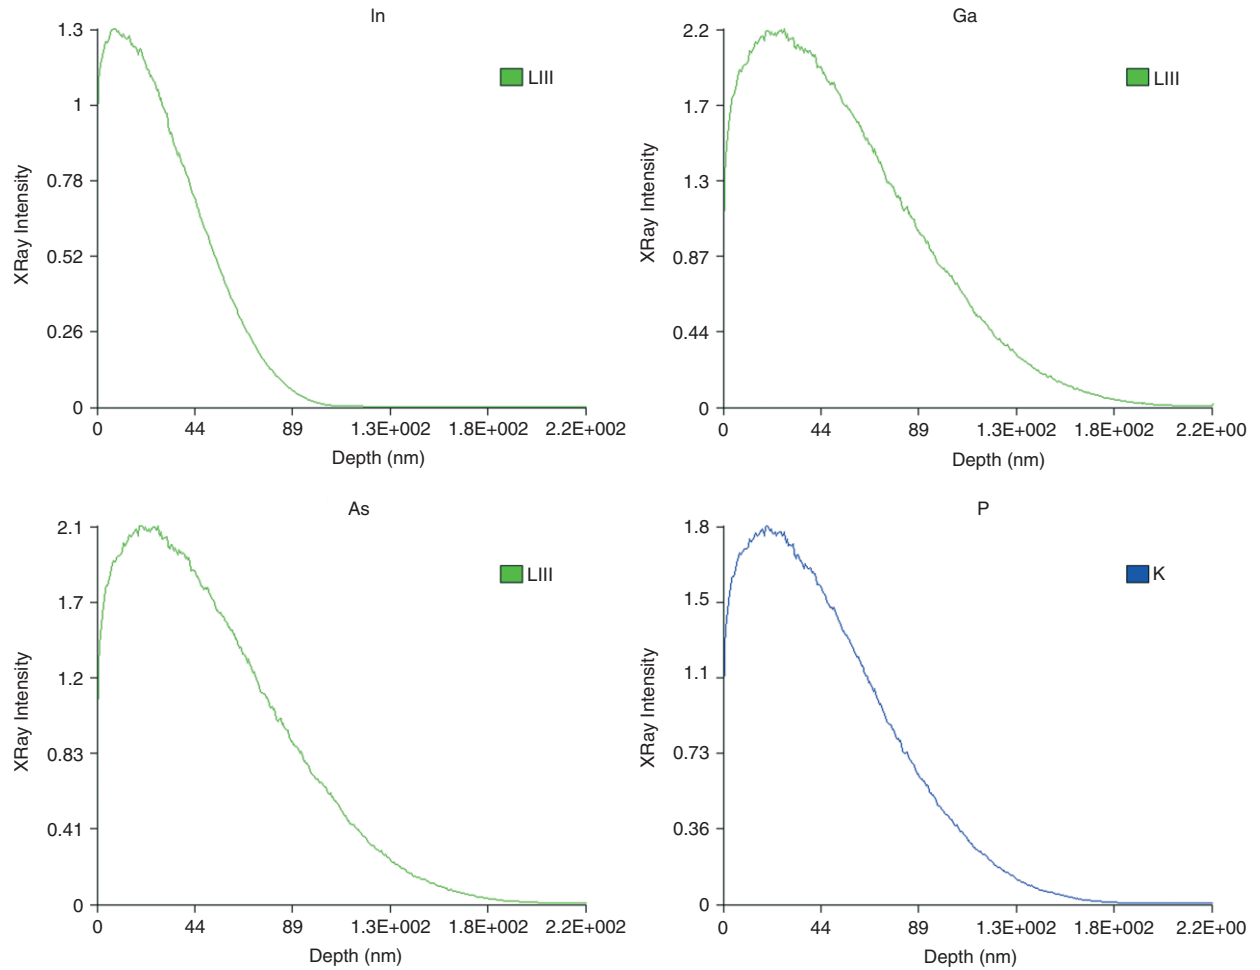 In
XRay Intensity
1.3
1
0.78
0.52
0.26
0
LIII
0 44 89 1.3E+002 1.8E+002 2.2E+002
Depth (nm)
Ga
XRay Intensity
2.2
1.7
1.3
0.87
0.44
0
LIII
0 44 89 1.3E+002 1.8E+002 2.2E+00
Depth (nm)
As
XRay Intensity
2.1
1.7
1.2
0.83
0.41
0
LIII
0 44 89 1.3E+002 1.8E+002 2.2E+002
Depth (nm)
P
XRay Intensity
1.8
1.5
1.1
0.73
0.36
0
K
0 44 89 1.3E+002 1.8E+002 2.2E+00
Depth (nm)